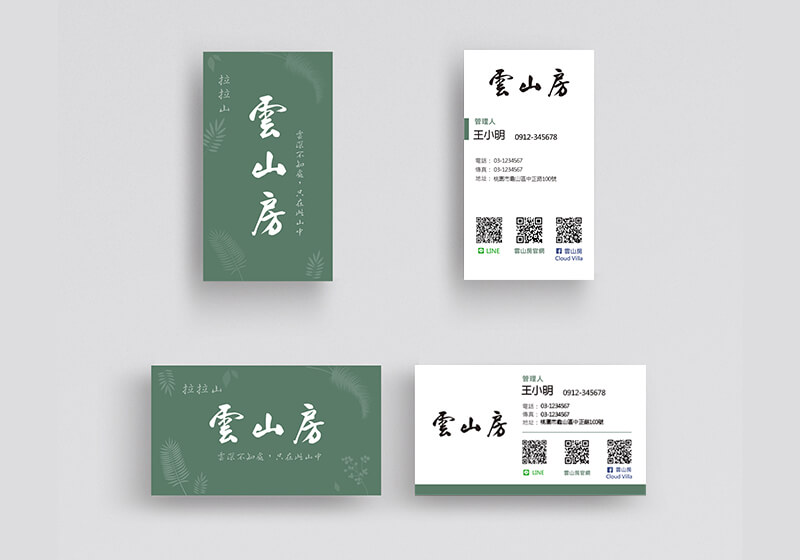 拉拉山
雲山房
雲深不知處，只在此山中
雲山房
管理人
王小明 0912-345678
電話： 03-1234567
傳真： 03-1234567
地址： 桃園市龜山區中正路100號
LINE
雲山房官網
雲山房
Cloud Villa
拉拉山
雲山房
雲深不知處，只在此山中
雲山房
管理人
王小明 0912-345678
電話： 03-1234567
傳真： 03-1234567
地址： 桃園市龜山區中正路100號
LINE
雲山房官網
雲山房
Cloud Villa